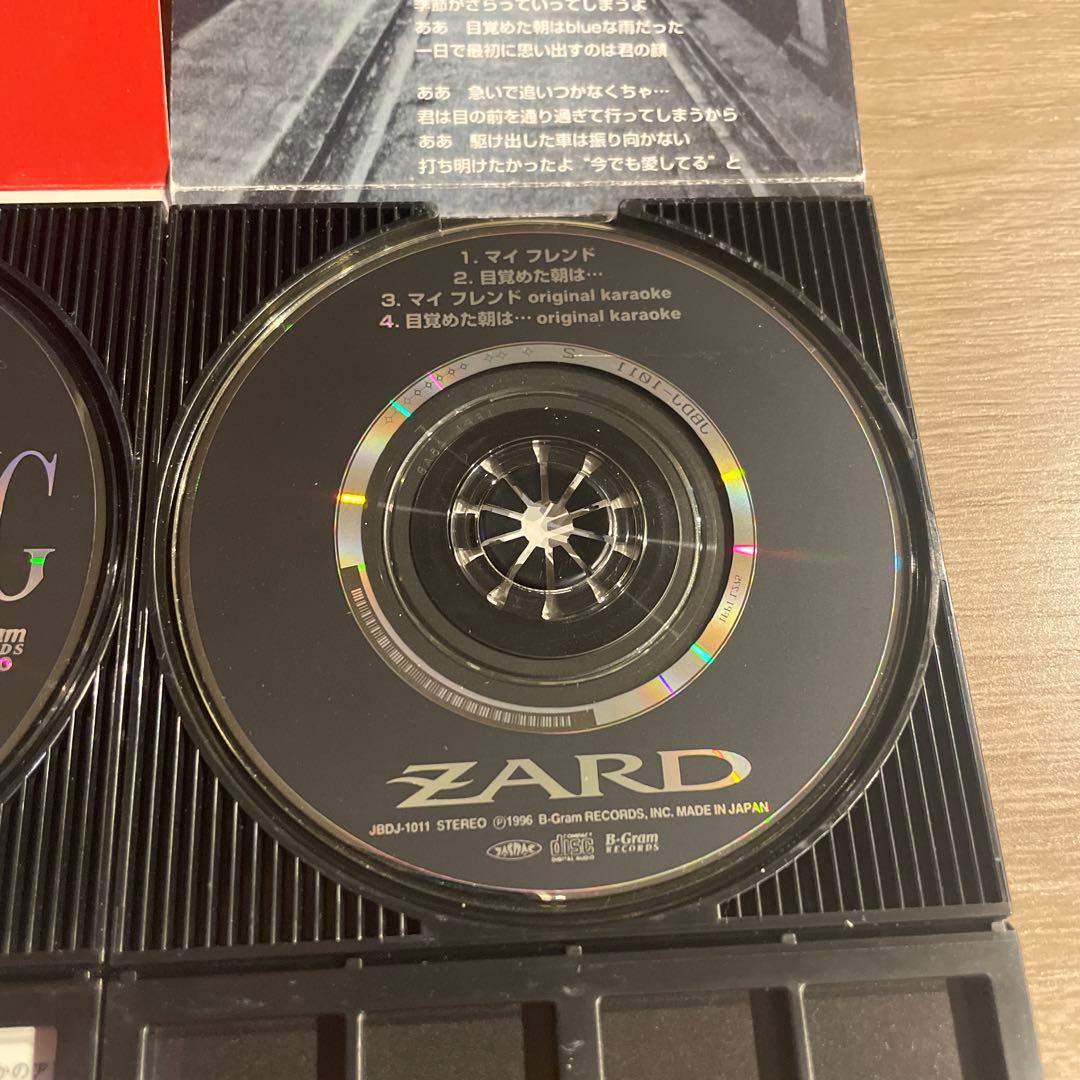 季節がさらっていってしまうよ
ああ 目覚めた朝はblueな雨だった
一日で最初に思い出すのは君の顔
ああ 急いで追いつかなくちゃ…
君は目の前を通り過ぎて行ってしまうから
ああ 駆け出した車は振り向かない
打ち明けたかったよ“今でも愛してる”と
1. マイ フレンド
2. 目覚めた朝は…
3. マイ フレンド original karaoke
4. 目覚めた朝は… original karaoke
JBDJ-1011 S
ZARD
JBDJ-1011 STEREO Ⓟ1996 B-Gram RECORDS, INC. MADE IN JAPAN
JASRAC
COMPACT
disc
DIGITAL AUDIO
B-Gram
RECORDS
G